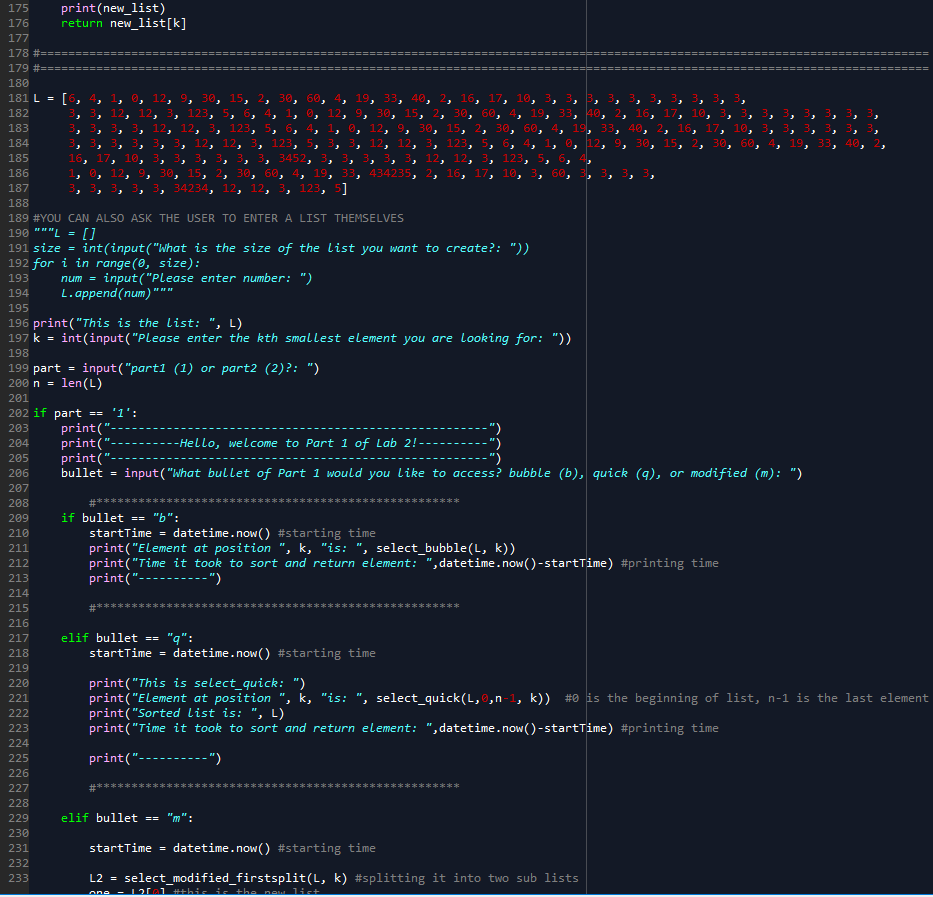 175 print(new_list)
176 return new_list[k]
177
178 #===============================================================================================================================
179 #===============================================================================================================================
180
181 L = [6, 4, 1, 0, 12, 9, 30, 15, 2, 30, 60, 4, 19, 33, 40, 2, 16, 17, 10, 3, 3, 3, 3, 3, 3, 3, 3, 3, 3,
182 3, 3, 12, 12, 3, 123, 5, 6, 4, 1, 0, 12, 9, 30, 15, 2, 30, 60, 4, 19, 33, 40, 2, 16, 17, 10, 3, 3, 3, 3, 3, 3, 3, 3, 3,
183 3, 3, 3, 3, 12, 12, 3, 123, 5, 6, 4, 1, 0, 12, 9, 30, 15, 2, 30, 60, 4, 19, 33, 40, 2, 16, 17, 10, 3, 3, 3, 3, 3, 3,
184 3, 3, 3, 3, 3, 3, 12, 12, 3, 123, 5, 3, 3, 12, 12, 3, 123, 5, 6, 4, 1, 0, 12, 9, 30, 15, 2, 30, 60, 4, 19, 33, 40, 2,
185 16, 17, 10, 3, 3, 3, 3, 3, 3, 3452, 3, 3, 3, 3, 3, 12, 12, 3, 123, 5, 6, 4,
186 1, 0, 12, 9, 30, 15, 2, 30, 60, 4, 19, 33, 434235, 2, 16, 17, 10, 3, 60, 3, 3, 3, 3,
187 3, 3, 3, 3, 3, 34234, 12, 12, 3, 123, 5]
188
189 #YOU CAN ALSO ASK THE USER TO ENTER A LIST THEMSELVES
190 """L = []
191 size = int(input("What is the size of the list you want to create?: "))
192 for i in range(0, size):
193 num = input("Please enter number: ")
194 L.append(num)"""
195
196 print("This is the list: ", L)
197 k = int(input("Please enter the kth smallest element you are looking for: "))
198
199 part = input("part1 (1) or part2 (2)?: ")
200 n = len(L)
201
202 if part == '1':
203 print("------------------------------------------------------")
204 print("----------Hello, welcome to Part 1 of Lab 2!----------")
205 print("------------------------------------------------------")
206 bullet = input("What bullet of Part 1 would you like to access? bubble (b), quick (q), or modified (m): ")
207
208 #****************************************************
209 if bullet == "b":
210 startTime = datetime.now() #starting time
211 print("Element at position ", k, "is: ", select_bubble(L, k))
212 print("Time it took to sort and return element: ",datetime.now()-startTime) #printing time
213 print("----------")
214
215 #****************************************************
216
217 elif bullet == "q":
218 startTime = datetime.now() #starting time
219
220 print("This is select_quick: ")
221 print("Element at position ", k, "is: ", select_quick(L,0,n-1, k)) #0 is the beginning of list, n-1 is the last element
222 print("Sorted list is: ", L)
223 print("Time it took to sort and return element: ",datetime.now()-startTime) #printing time
224
225 print("----------")
226
227 #****************************************************
228
229 elif bullet == "m":
230
231 startTime = datetime.now() #starting time
232
233 L2 = select_modified_firstsplit(L, k) #splitting it into two sub lists
one = L2[0] #this is the new list